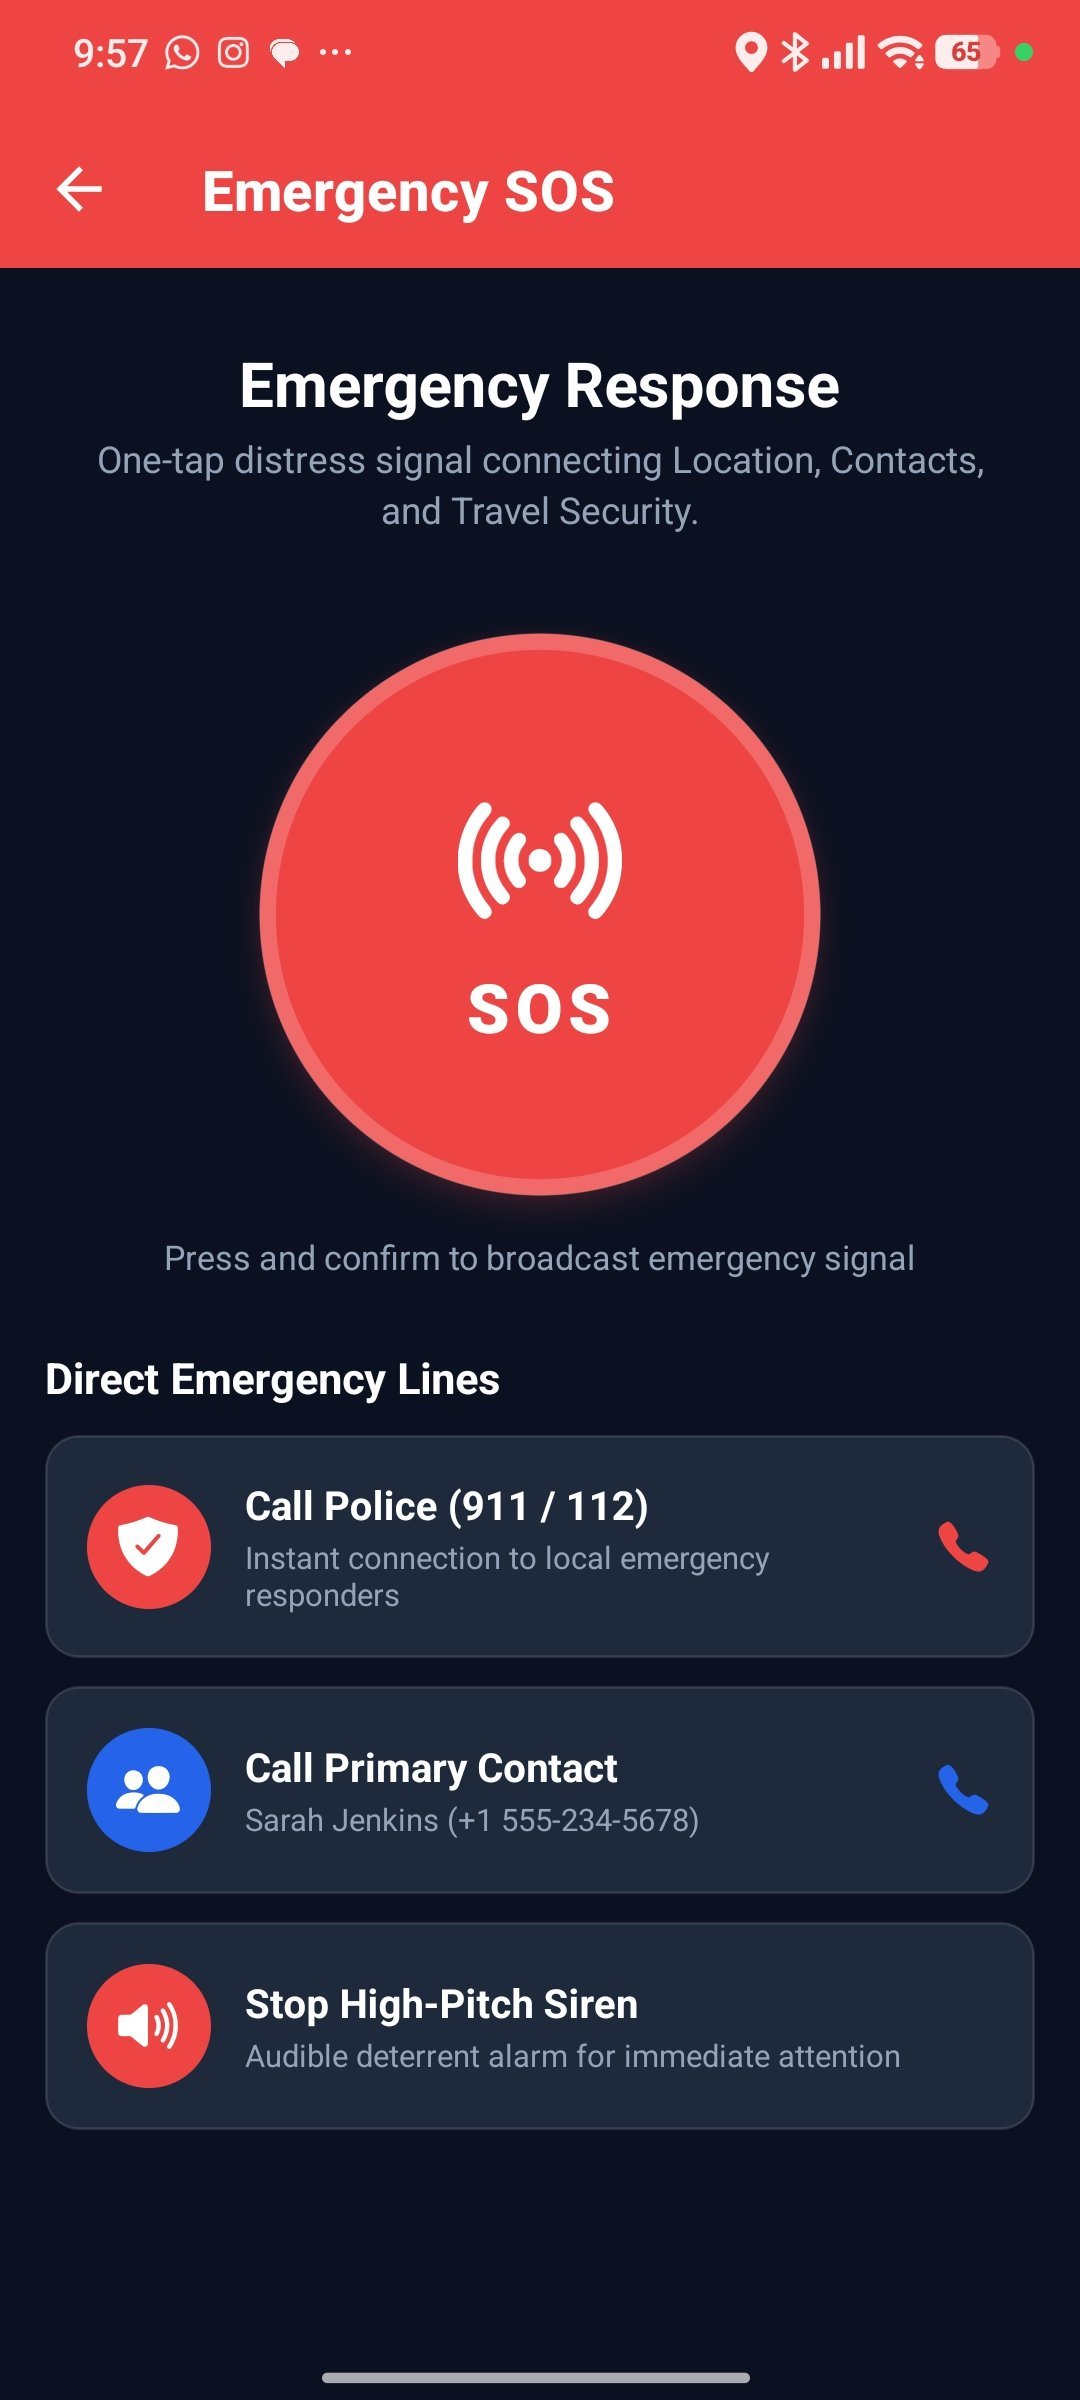 9:57
65
Emergency SOS
Emergency Response
One-tap distress signal connecting Location, Contacts,
and Travel Security.
SOS
Press and confirm to broadcast emergency signal
Direct Emergency Lines
Call Police (911 / 112)
Instant connection to local emergency
responders
Call Primary Contact
Sarah Jenkins (+1 555-234-5678)
Stop High-Pitch Siren
Audible deterrent alarm for immediate attention